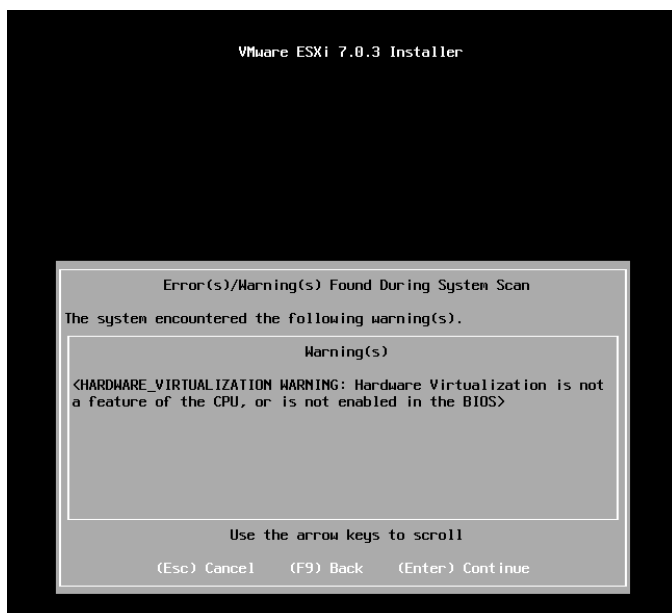 VMware ESXi 7.0.3 Installer
Error(s)/Warning(s) Found During System Scan
The system encountered the following warning(s).
Warning(s)
<HARDWARE_VIRTUALIZATION WARNING: Hardware Virtualization is not
a feature of the CPU, or is not enabled in the BIOS>
Use the arrow keys to scroll
(Esc) Cancel (F9) Back (Enter) Continue